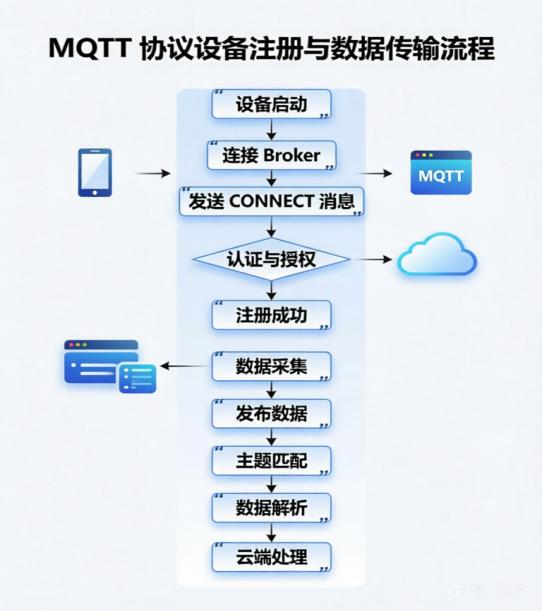 MQTT 协议设备注册与数据传输流程
“设备启动„
“连接 Broker„
MQTT
“发送 CONNECT 消息„
认证与授权
“注册成功„
“数据采集„
“发布数据„
“主题匹配„
“数据解析„
“云端处理„